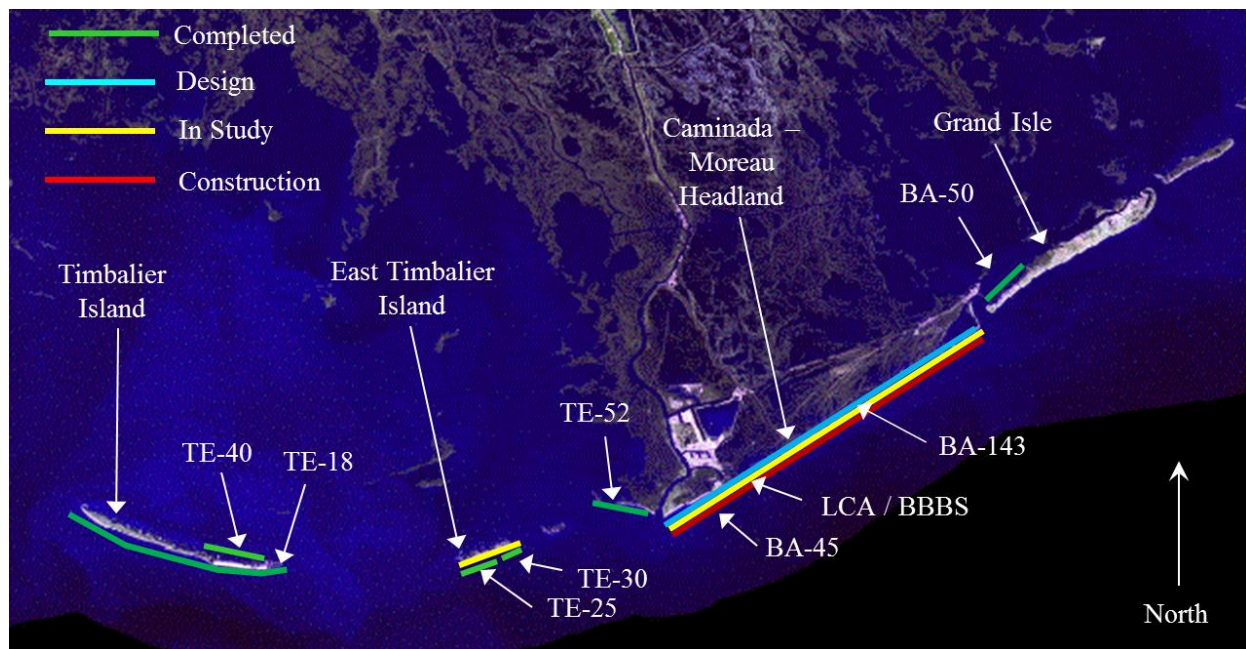 Completed
Design
In Study
Construction
Caminada –
Moreau
Headland
Grand Isle
BA-50
Timbalier
Island
East Timbalier
Island
TE-40
TE-18
TE-52
BA-143
LCA / BBBS
BA-45
TE-30
TE-25
North